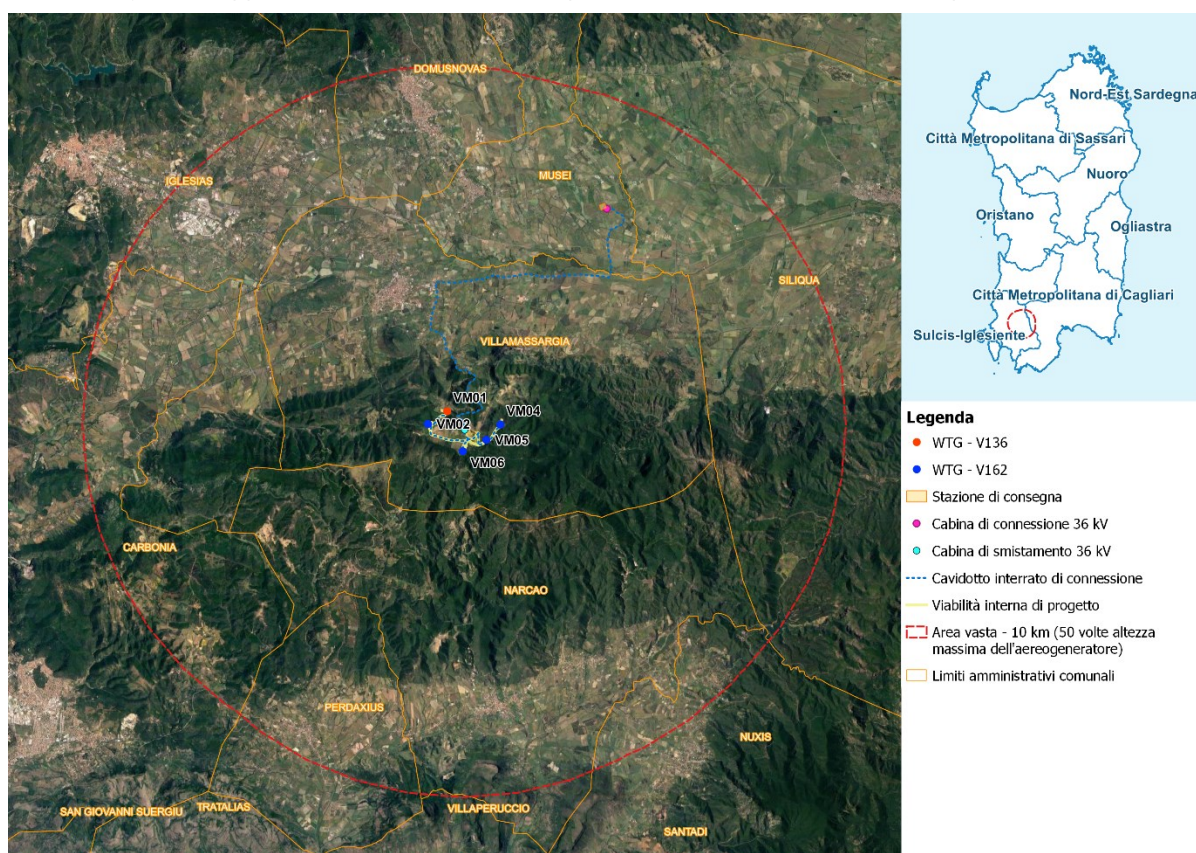 DOMUSNOVAS
IGLESIAS
MUSEI
SILIQUA
VILLAMASSARGIA
VM01
VM04
VM02
VM05
VM06
CARBONIA
NARCAO
PERDAXIUS
NUXIS
SAN GIOVANNI SUERGIU
TRATALIAS
VILLAPERUCCIO
SANTADI
Nord-Est Sardegna
Città Metropolitana di Sassari
Nuoro
Oristano
Ogliastra
Città Metropolitana di Cagliari
Sulcis-Iglesiente
Legenda
WTG - V136
WTG - V162
Stazione di consegna
Cabina di connessione 36 kV
Cabina di smistamento 36 kV
Cavidotto interrato di connessione
Viabilità interna di progetto
Area vasta - 10 km (50 volte altezza
massima dell'aereogeneratore)
Limiti amministrativi comunali